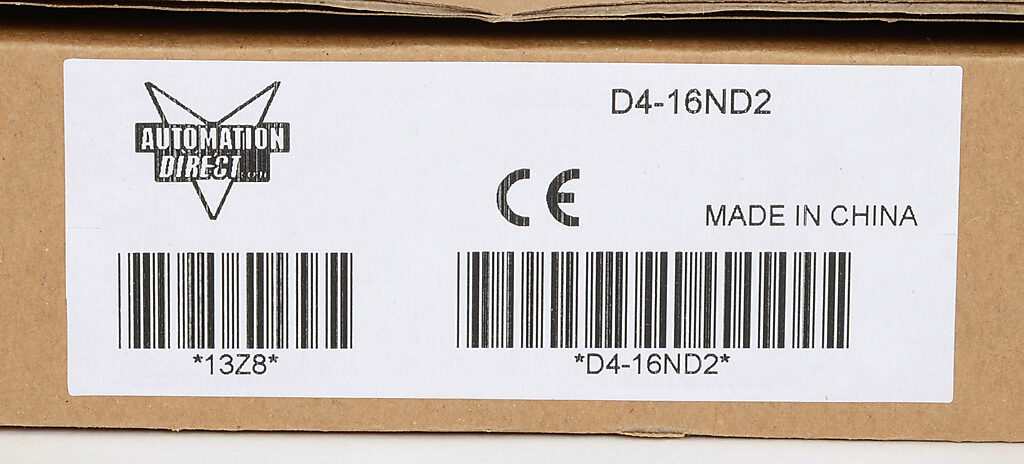 AUTOMATION
DIRECT
D4-16ND2
CE
MADE IN CHINA
*13Z8*
*D4-16ND2*